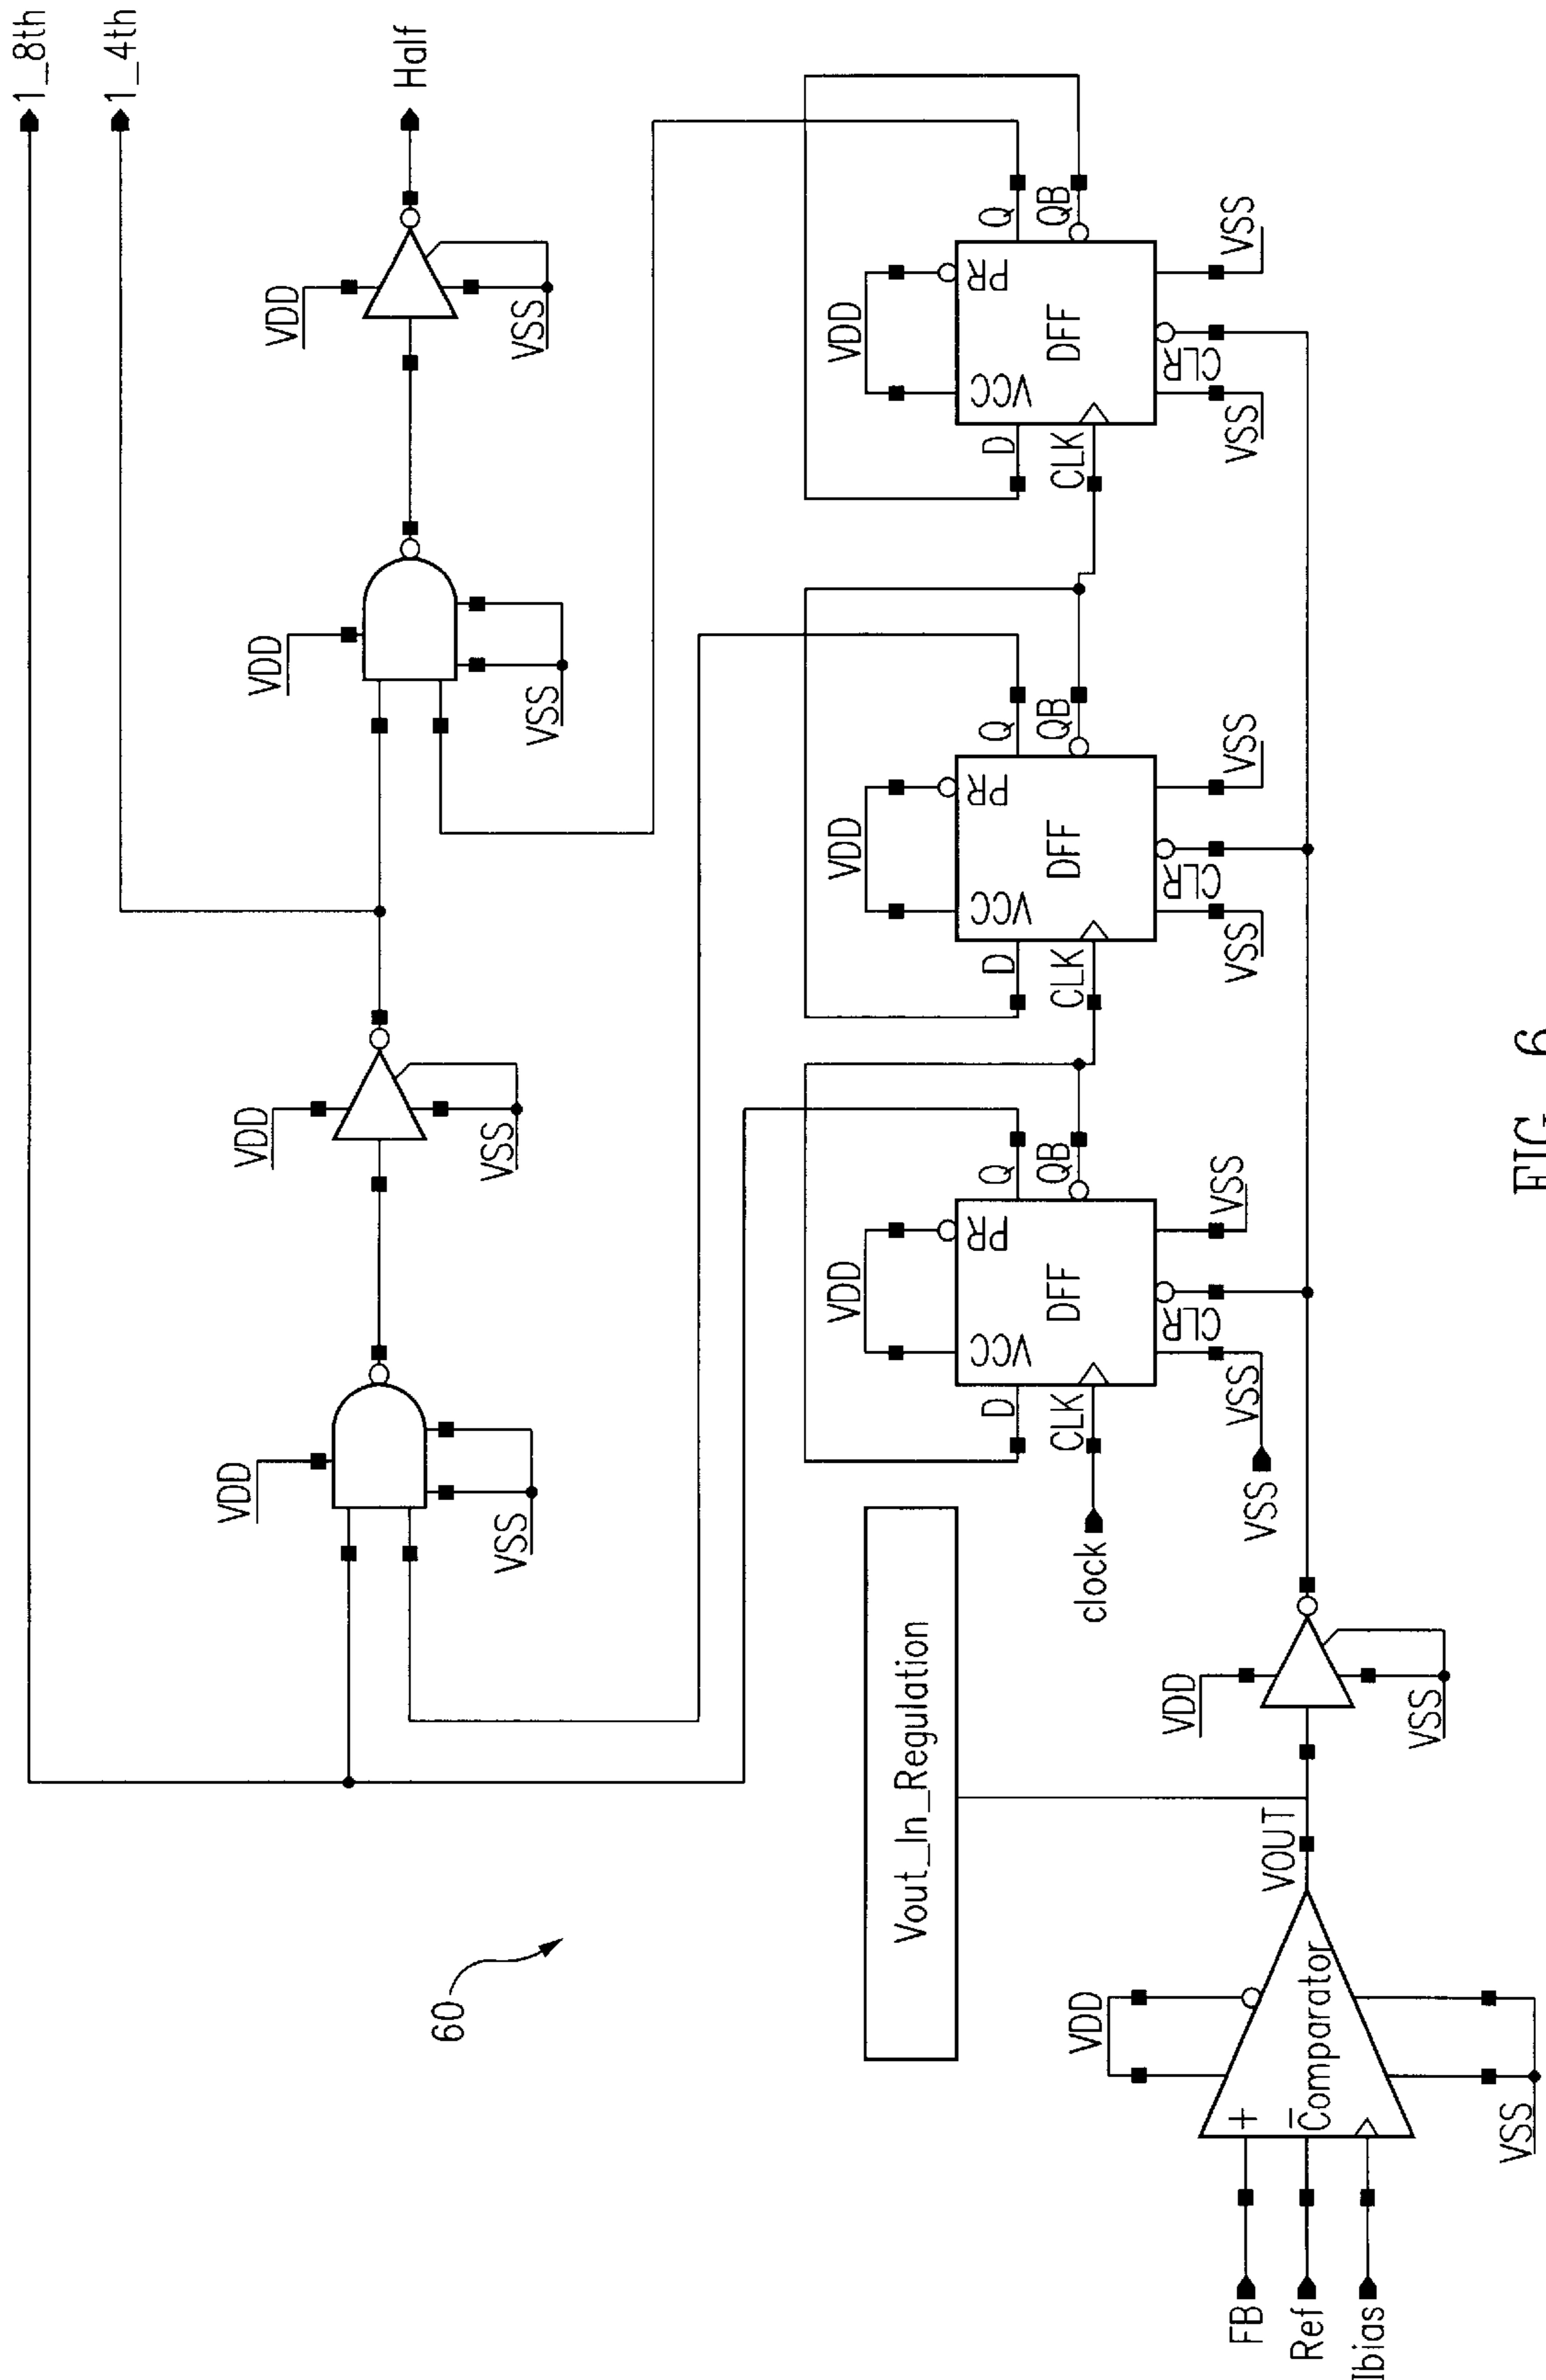 1_8th
1_4th
Half
VDD
VSS
VDD
VSS
VDD
VSS
VDD
VSS
VDD
VCC
PR
D
Q
DFF
CLK
QB
CLR
VSS
VSS
VDD
VCC
PR
D
Q
DFF
CLK
QB
CLR
VSS
VSS
VDD
VCC
PR
D
Q
DFF
CLK
QB
CLR
VSS
VSS
clock
VSS
Vout_In_Regulation
60
VDD
VSS
VDD
VOUT
+
–
Comparator
VSS
FB
Ref
Ibias
FIG. 6